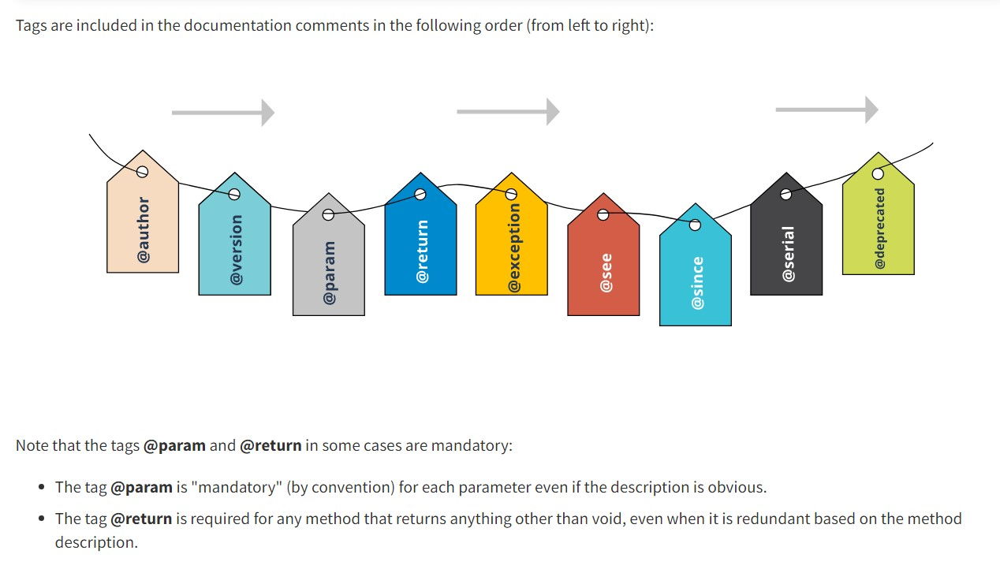 Tags are included in the documentation comments in the following order (from left to right):
@author
@version
@param
@return
@exception
@see
@since
@serial
@deprecated
Note that the tags @param and @return in some cases are mandatory:
• The tag @param is "mandatory" (by convention) for each parameter even if the description is obvious.
• The tag @return is required for any method that returns anything other than void, even when it is redundant based on the method
description.